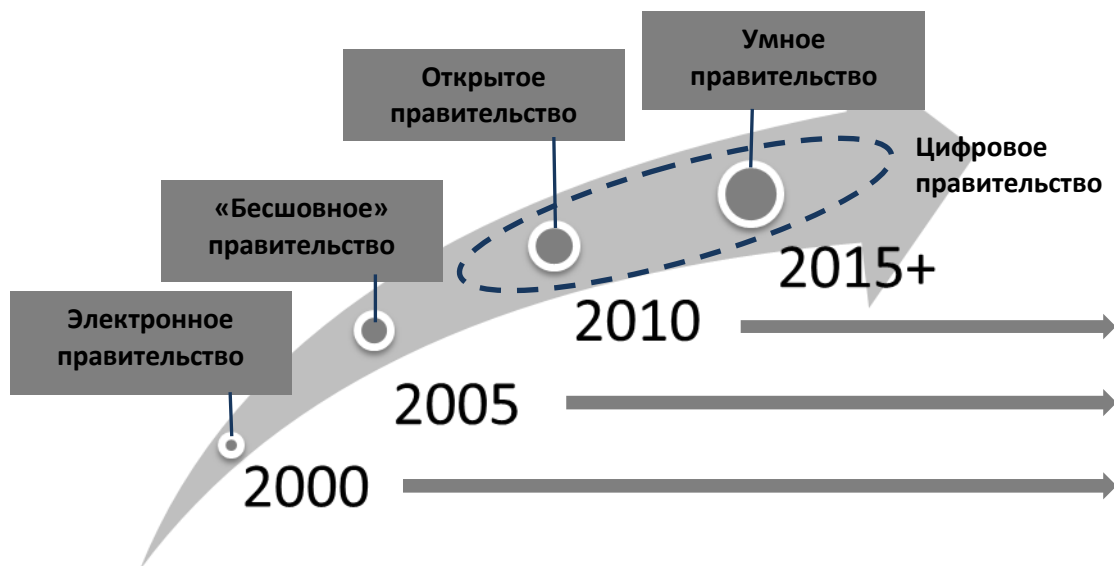 Умное
правительство
Открытое
правительство
Цифровое
правительство
«Бесшовное»
правительство
2015+
Электронное
правительство
2010
2005
2000